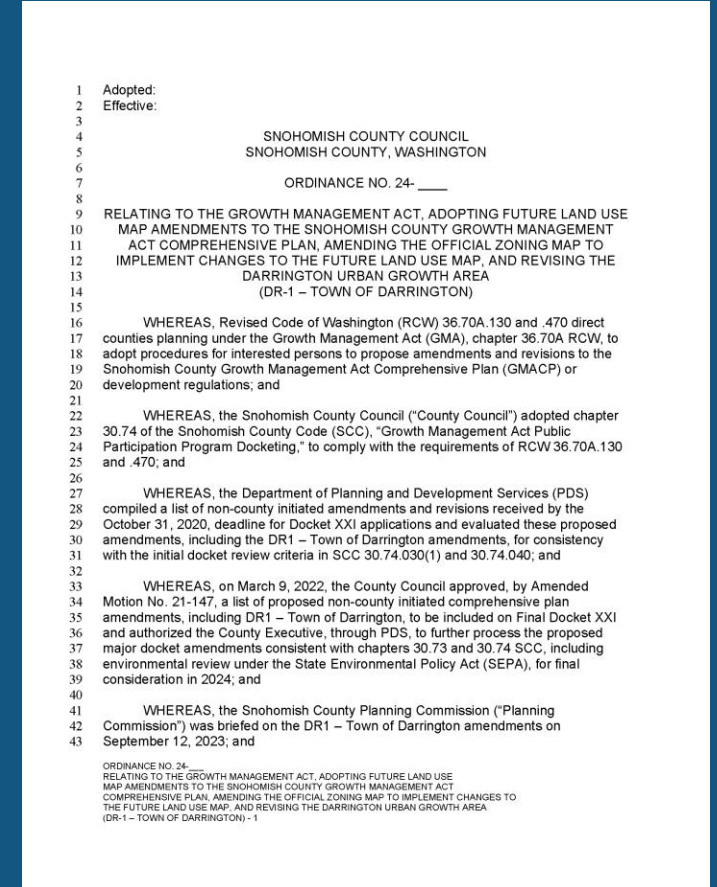 1 Adopted:
2 Effective:
3
4 SNOHOMISH COUNTY COUNCIL
5 SNOHOMISH COUNTY, WASHINGTON
6
7 ORDINANCE NO. 24- ____
8
9 RELATING TO THE GROWTH MANAGEMENT ACT, ADOPTING FUTURE LAND USE
10 MAP AMENDMENTS TO THE SNOHOMISH COUNTY GROWTH MANAGEMENT
11 ACT COMPREHENSIVE PLAN, AMENDING THE OFFICIAL ZONING MAP TO
12 IMPLEMENT CHANGES TO THE FUTURE LAND USE MAP, AND REVISING THE
13 DARRINGTON URBAN GROWTH AREA
14 (DR-1 – TOWN OF DARRINGTON)
15
16 WHEREAS, Revised Code of Washington (RCW) 36.70A.130 and .470 direct
17 counties planning under the Growth Management Act (GMA), chapter 36.70A RCW, to
18 adopt procedures for interested persons to propose amendments and revisions to the
19 Snohomish County Growth Management Act Comprehensive Plan (GMACP) or
20 development regulations; and
21
22 WHEREAS, the Snohomish County Council (“County Council”) adopted chapter
23 30.74 of the Snohomish County Code (SCC), “Growth Management Act Public
24 Participation Program Docketing,” to comply with the requirements of RCW 36.70A.130
25 and .470; and
26
27 WHEREAS, the Department of Planning and Development Services (PDS)
28 compiled a list of non-county initiated amendments and revisions received by the
29 October 31, 2020, deadline for Docket XXI applications and evaluated these proposed
30 amendments, including the DR1 – Town of Darrington amendments, for consistency
31 with the initial docket review criteria in SCC 30.74.030(1) and 30.74.040; and
32
33 WHEREAS, on March 9, 2022, the County Council approved, by Amended
34 Motion No. 21-147, a list of proposed non-county initiated comprehensive plan
35 amendments, including DR1 – Town of Darrington, to be included on Final Docket XXI
36 and authorized the County Executive, through PDS, to further process the proposed
37 major docket amendments consistent with chapters 30.73 and 30.74 SCC, including
38 environmental review under the State Environmental Policy Act (SEPA), for final
39 consideration in 2024; and
40
41 WHEREAS, the Snohomish County Planning Commission (“Planning
42 Commission”) was briefed on the DR1 – Town of Darrington amendments on
43 September 12, 2023; and
ORDINANCE NO. 24-___
RELATING TO THE GROWTH MANAGEMENT ACT, ADOPTING FUTURE LAND USE
MAP AMENDMENTS TO THE SNOHOMISH COUNTY GROWTH MANAGEMENT ACT
COMPREHENSIVE PLAN, AMENDING THE OFFICIAL ZONING MAP TO IMPLEMENT CHANGES TO
THE FUTURE LAND USE MAP, AND REVISING THE DARRINGTON URBAN GROWTH AREA
(DR-1 – TOWN OF DARRINGTON) - 1